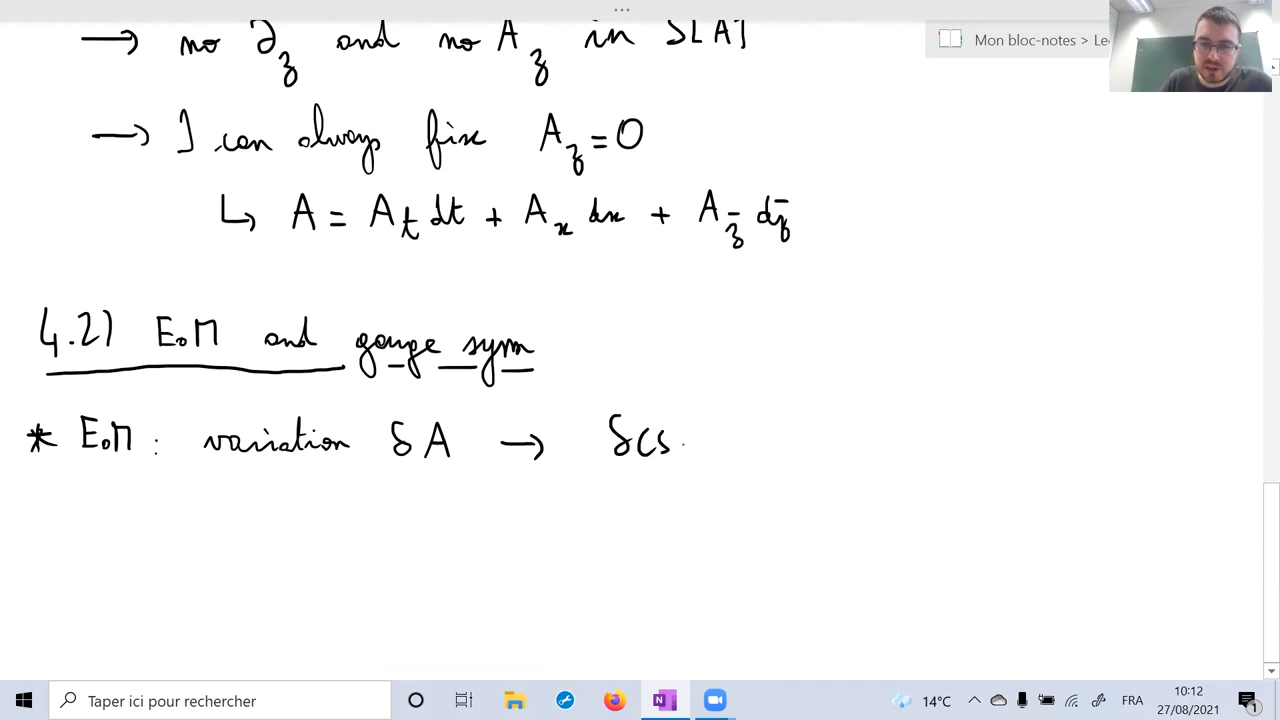 → no ∂_z and no A_z in S[A]
Mon bloc-notes > Le
→ I can always fix A_z = 0
↳ A = A_t dt + A_x dx + A_z̄ dz̄
4.2) EoM and gauge sym
* EoM : variation δA → δCS
Taper ici pour rechercher
14°C
FRA
10:12
27/08/2021
1